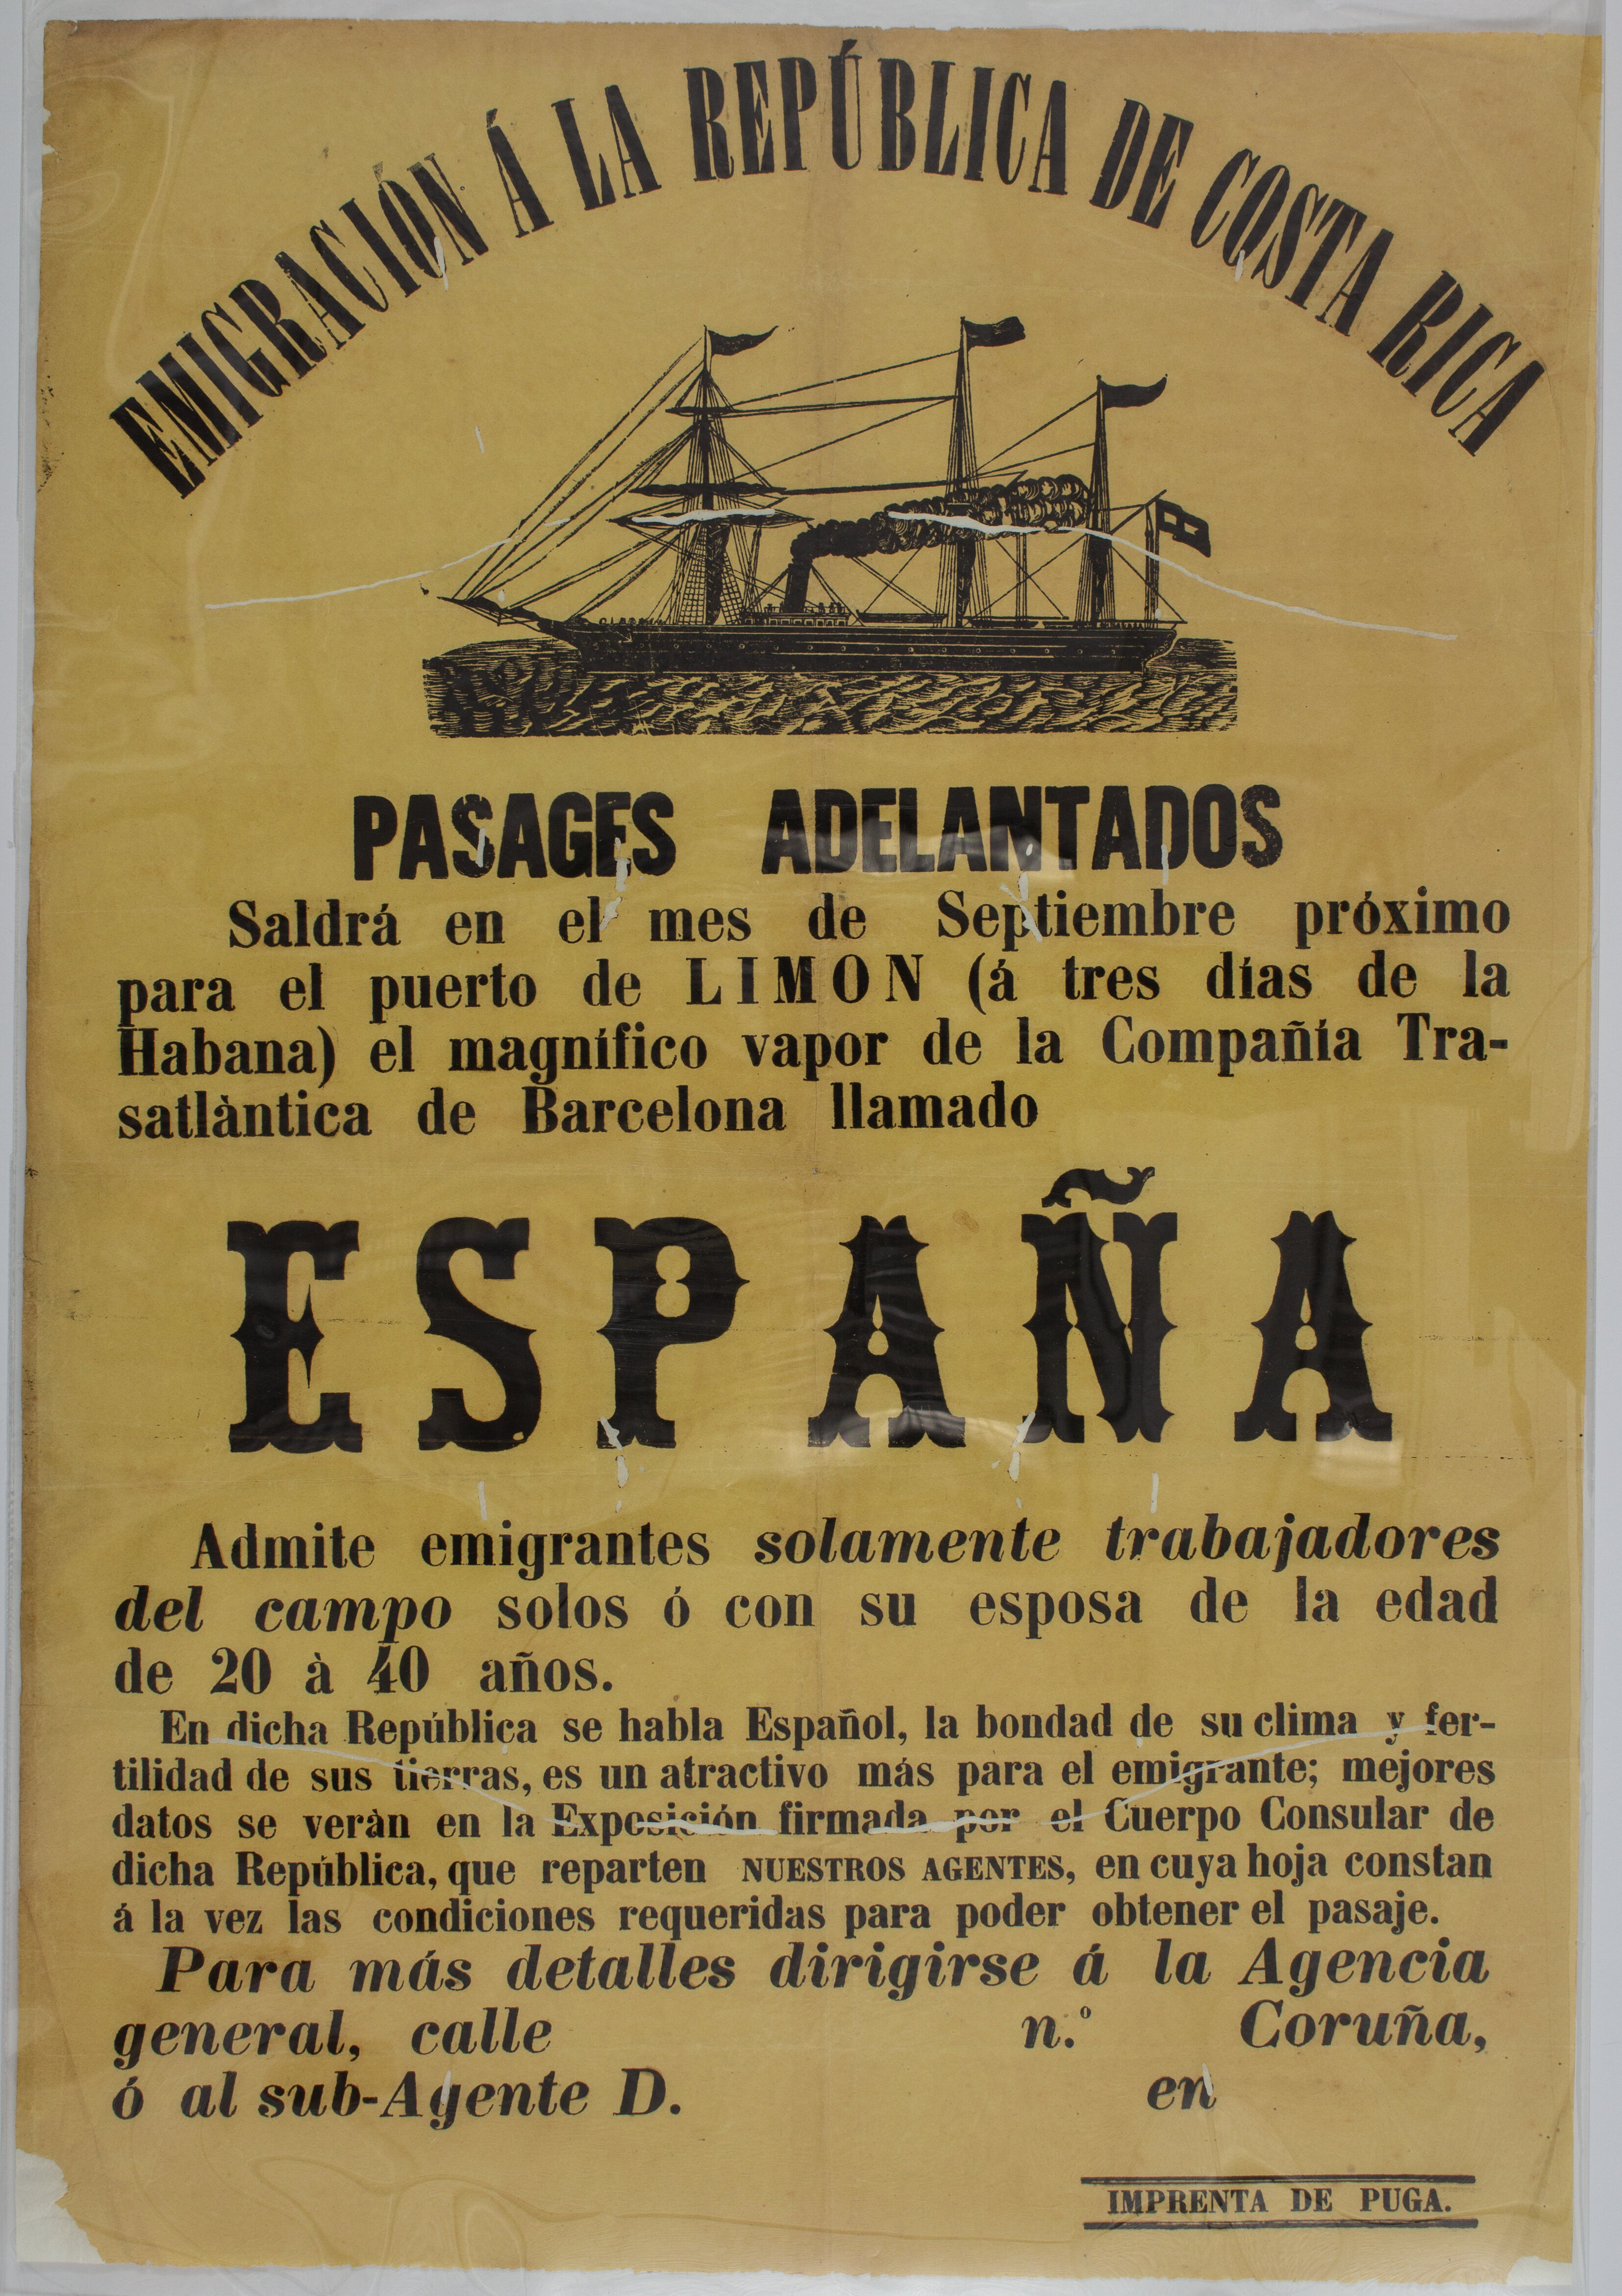 EMIGRACIÓN Á LA REPÚBLICA DE COSTA RICA
PASAGES ADELANTADOS
Saldrá en el mes de Septiembre próximo
para el puerto de LIMON (á tres días de la
Habana) el magnífico vapor de la Compañía Tra-
satlàntica de Barcelona llamado
ESPAÑA
Admite emigrantes solamente trabajadores
del campo solos ó con su esposa de la edad
de 20 à 40 años.
En dicha República se habla Español, la bondad de su clima y fer-
tilidad de sus tierras, es un atractivo más para el emigrante; mejores
datos se veràn en la Exposición firmada por el Cuerpo Consular de
dicha República, que reparten NUESTROS AGENTES, en cuya hoja constan
á la vez las condiciones requeridas para poder obtener el pasaje.
Para más detalles dirigirse á la Agencia
general, calle n.º Coruña,
ó al sub-Agente D. en
IMPRENTA DE PUGA.